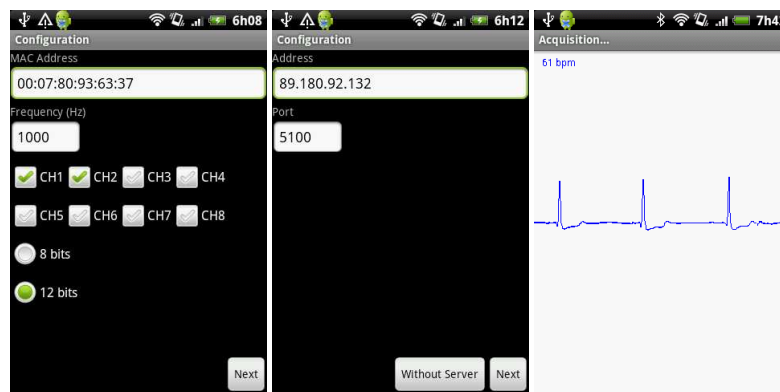 6h08
Configuration
MAC Address
00:07:80:93:63:37
Frequency (Hz)
1000
CH1 CH2 CH3 CH4
CH5 CH6 CH7 CH8
8 bits
12 bits
Next
6h12
Configuration
Address
89.180.92.132
Port
5100
Without Server Next
Acquisition...
61 bpm